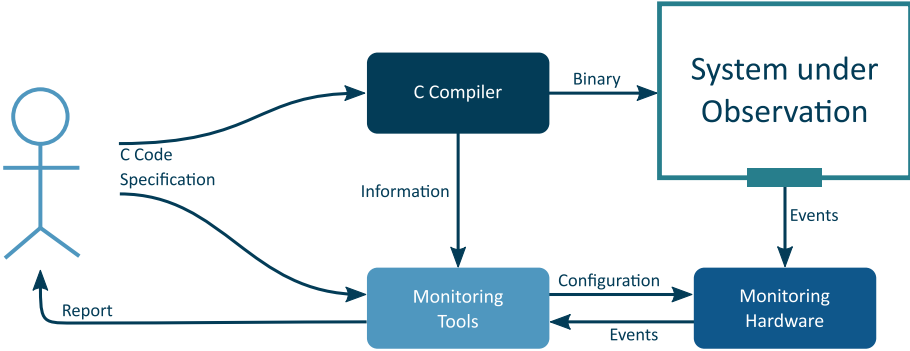 System under
Observation
Binary
C Compiler
C Code
Specification
Information
Events
Configuration
Monitoring
Tools
Monitoring
Hardware
Report
Events